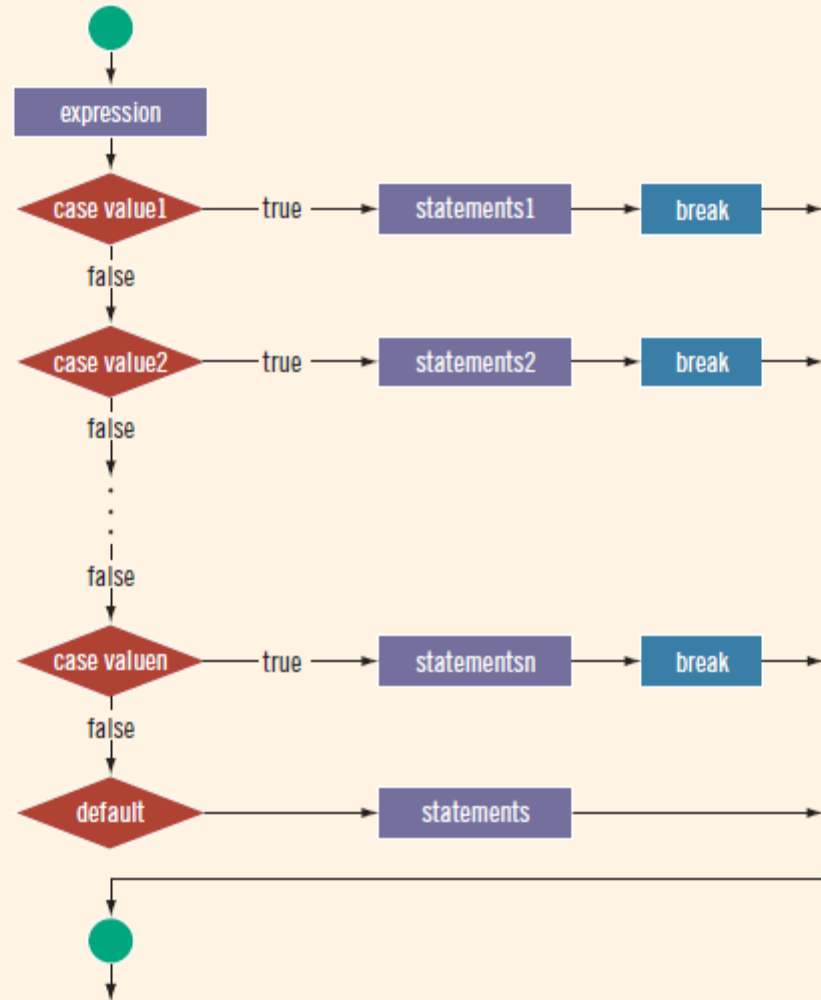 expression
case value1 true statements1 break
false
case value2 true statements2 break
false
false
case valuen true statementsn break
false
default statements